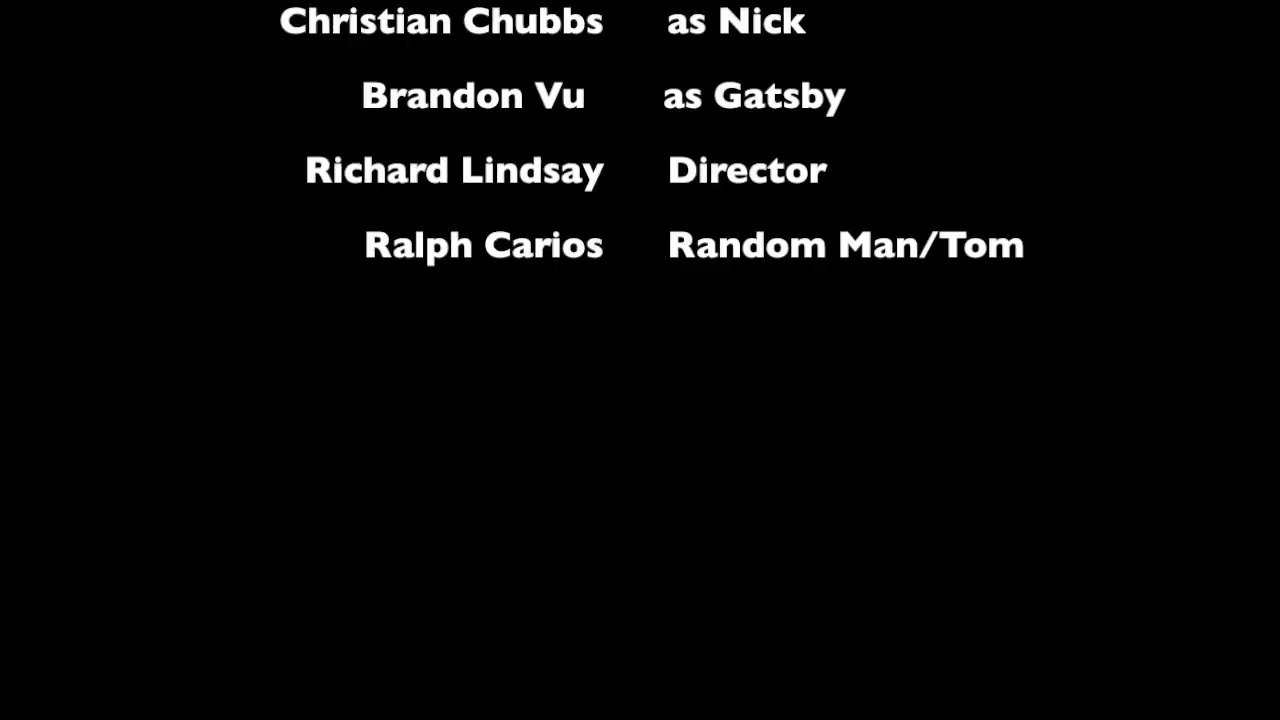 Christian Chubbs as Nick
Brandon Vu as Gatsby
Richard Lindsay Director
Ralph Carios Random Man/Tom